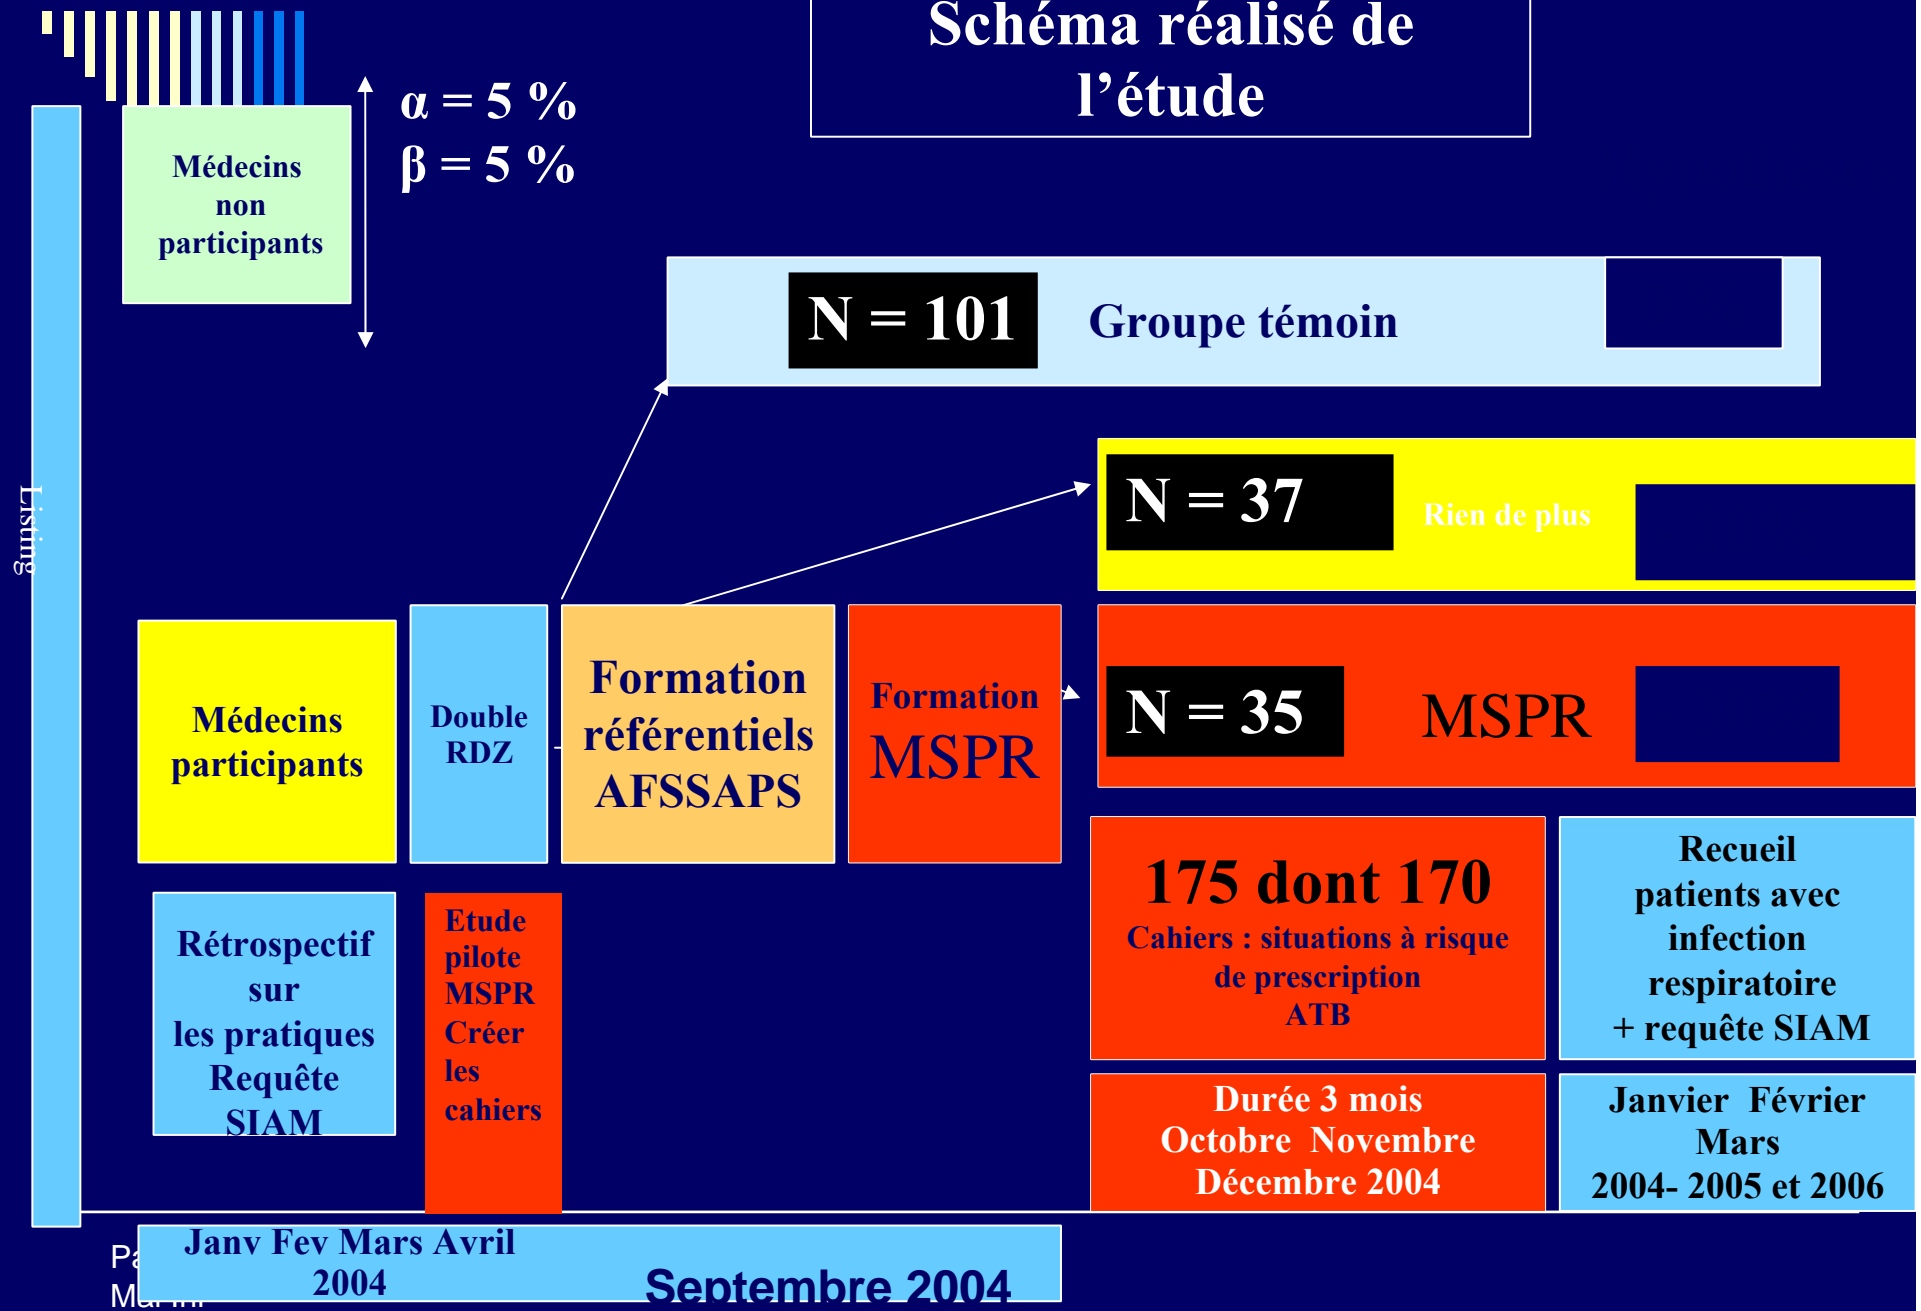 Schéma réalisé de
l’étude
α = 5 %
β = 5 %
Médecins
non
participants
N = 101
Groupe témoin
N = 37
Rien de plus
Listing
Médecins
participants
Double
RDZ
Formation
référentiels
AFSSAPS
Formation
MSPR
N = 35
MSPR
Rétrospectif
sur
les pratiques
Requête
SIAM
Etude
pilote
MSPR
Créer
les
cahiers
175 dont 170
Cahiers : situations à risque
de prescription
ATB
Recueil
patients avec
infection
respiratoire
+ requête SIAM
Durée 3 mois
Octobre Novembre
Décembre 2004
Janvier Février
Mars
2004- 2005 et 2006
Janv Fev Mars Avril
2004
Septembre 2004